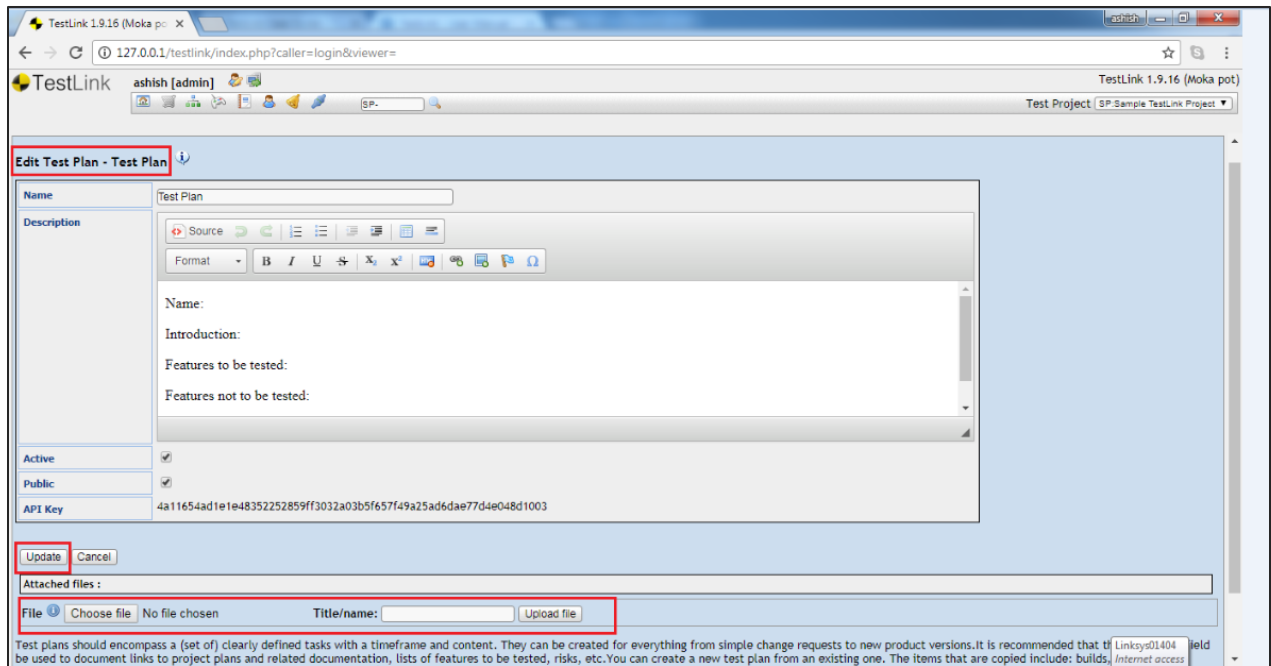 TestLink 1.9.16 (Moka pc
ashish
127.0.0.1/testlink/index.php?caller=login&viewer=
TestLink ashish [admin] TestLink 1.9.16 (Moka pot)
SP- Test Project SP:Sample TestLink Project
Edit Test Plan - Test Plan
Name Test Plan
Description
Source
Format B I U S X₂ X² Ω
Name:
Introduction:
Features to be tested:
Features not to be tested:
Active
Public
API Key 4a11654ad1e1e48352252859ff3032a03b5f657f49a25ad6dae77d4e048d1003
Update Cancel
Attached files :
File Choose file No file chosen Title/name: Upload file
Test plans should encompass a (set of) clearly defined tasks with a timeframe and content. They can be created for everything from simple change requests to new product versions.It is recommended that th Linksys01404 ield
be used to document links to project plans and related documentation, lists of features to be tested, risks, etc.You can create a new test plan from an existing one. The items that are copied include: builds, Internet access